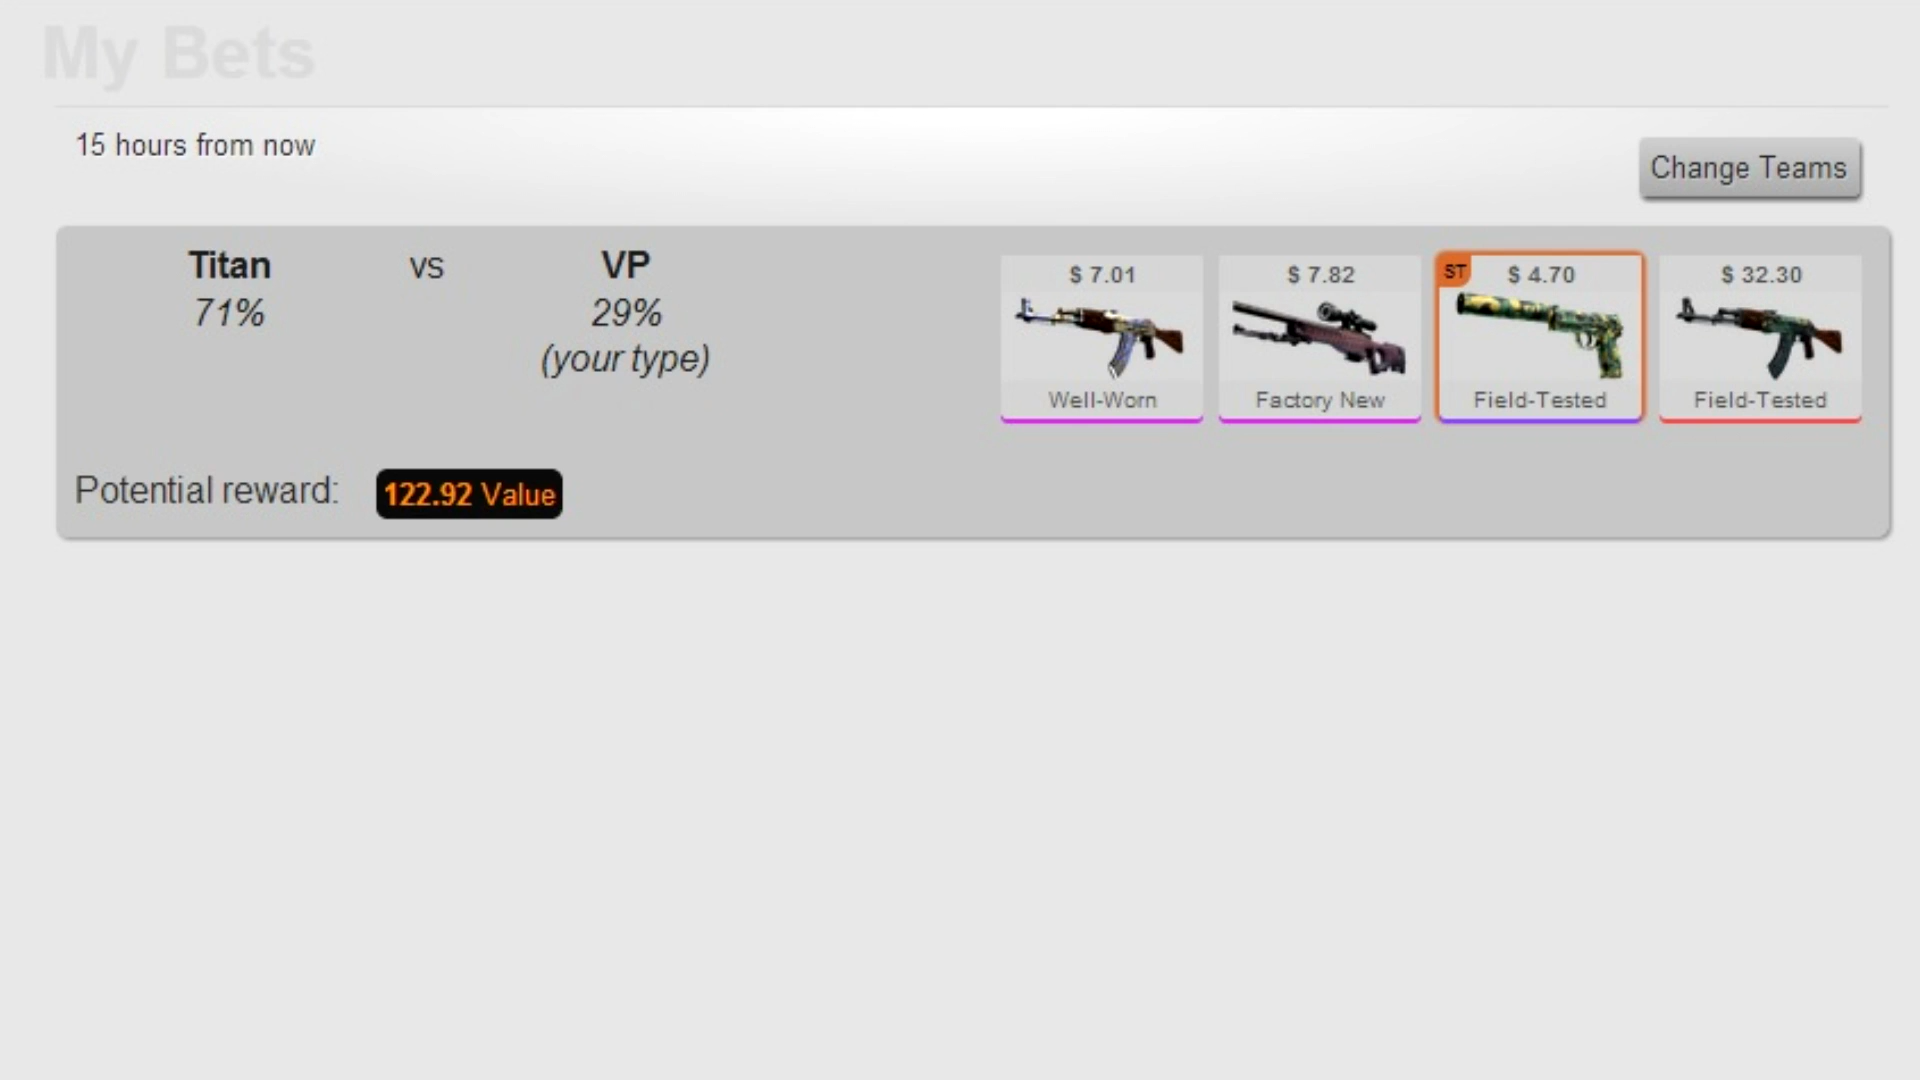 My Bets
15 hours from now
Change Teams
Titan vs VP
71% 29%
(your type)
$ 7.01 $ 7.82 ST $ 4.70 $ 32.30
Well-Worn Factory New Field-Tested Field-Tested
Potential reward: 122.92 Value